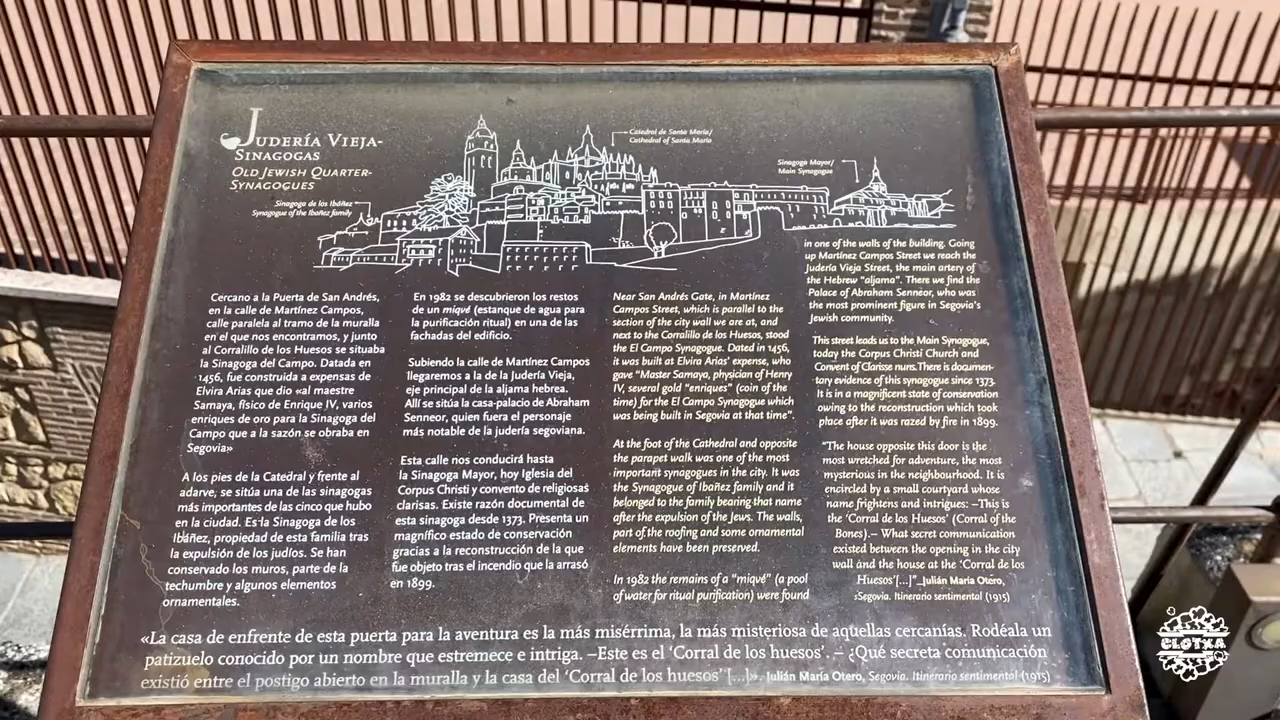 JUDERÍA VIEJA-
SINAGOGAS
OLD JEWISH QUARTER-
SYNAGOGUES
Catedral de Santa María/
Cathedral of Santa María
Sinagoga Mayor/
Main Synagogue
Sinagoga de los Ibáñez
Synagogue of the Ibañez family
Cercano a la Puerta de San Andrés,
en la calle de Martínez Campos,
calle paralela al tramo de la muralla
en el que nos encontramos, y junto
al Corralillo de los Huesos se situaba
la Sinagoga del Campo. Datada en
1456, fue construida a expensas de
Elvira Arias que dio «al maestre
Samaya, físico de Enrique IV, varios
enriques de oro para la Sinagoga del
Campo que a la sazón se obraba en
Segovia»
A los pies de la Catedral y frente al
adarve, se sitúa una de las sinagogas
más importantes de las cinco que hubo
en la ciudad. Es la Sinagoga de los
Ibáñez, propiedad de esta familia tras
la expulsión de los judíos. Se han
conservado los muros, parte de la
techumbre y algunos elementos
ornamentales.
En 1982 se descubrieron los restos
de un miqvé (estanque de agua para
la purificación ritual) en una de las
fachadas del edificio.
Subiendo la calle de Martínez Campos
llegaremos a la de la Judería Vieja,
eje principal de la aljama hebrea.
Allí se sitúa la casa-palacio de Abraham
Senneor, quien fuera el personaje
más notable de la judería segoviana.
Esta calle nos conducirá hasta
la Sinagoga Mayor, hoy Iglesia del
Corpus Christi y convento de religiosas
clarisas. Existe razón documental de
esta sinagoga desde 1373. Presenta un
magnífico estado de conservación
gracias a la reconstrucción de la que
fue objeto tras el incendio que la arrasó
en 1899.
Near San Andrés Gate, in Martínez
Campos Street, which is parallel to the
section of the city wall we are at, and
next to the Corralillo de los Huesos, stood
the El Campo Synagogue. Dated in 1456,
it was built at Elvira Arias' expense, who
gave "Master Samaya, physician of Henry
IV, several gold "enriques" (coin of the
time) for the El Campo Synagogue which
was being built in Segovia at that time".
At the foot of the Cathedral and opposite
the parapet walk was one of the most
important synagogues in the city. It was
the Synagogue of Ibañez family and it
belonged to the family bearing that name
after the expulsion of the Jews. The walls,
part of the roofing and some ornamental
elements have been preserved.
In 1982 the remains of a "miqvé" (a pool
of water for ritual purification) were found
in one of the walls of the building. Going
up Martínez Campos Street we reach the
Judería Vieja Street, the main artery of
the Hebrew "aljama". There we find the
Palace of Abraham Senneor, who was
the most prominent figure in Segovia's
Jewish community.
This street leads us to the Main Synagogue,
today the Corpus Christi Church and
Convent of Clarisse nuns. There is documen-
tary evidence of this synagogue since 1373.
It is in a magnificent state of conservation
owing to the reconstruction which took
place after it was razed by fire in 1899.
"The house opposite this door is the
most wretched for adventure, the most
mysterious in the neighbourhood. It is
encircled by a small courtyard whose
name frightens and intrigues: –This is
the 'Corral de los Huesos' (Corral of the
Bones).– What secret communication
existed between the opening in the city
wall and the house at the 'Corral de los
Huesos'[...]" Julián María Otero,
Segovia. Itinerario sentimental (1915)
«La casa de enfrente de esta puerta para la aventura es la más misérrima, la más misteriosa de aquellas cercanías. Rodéala un
patizuelo conocido por un nombre que estremece e intriga. –Este es el 'Corral de los huesos'. – ¿Qué secreta comunicación
existió entre el postigo abierto en la muralla y la casa del 'Corral de los huesos' [...]». Julián María Otero, Segovia. Itinerario sentimental (1915)
CLOTXA